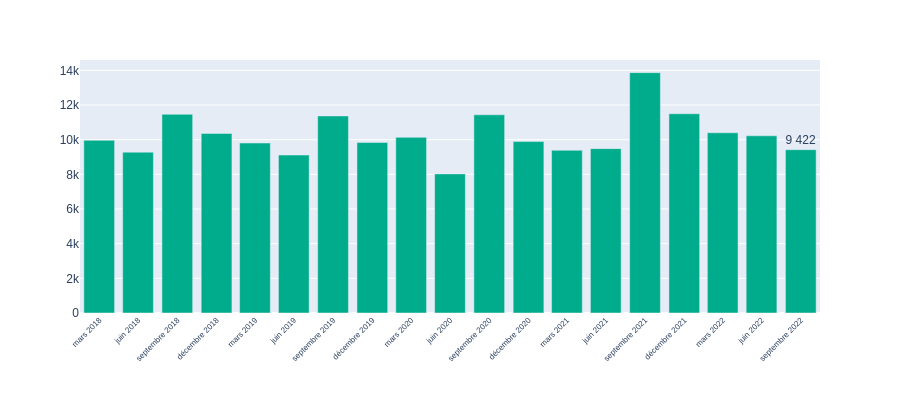 14k
12k
10k
8k
6k
4k
2k
0
9 422
mars 2018
juin 2018
septembre 2018
décembre 2018
mars 2019
juin 2019
septembre 2019
décembre 2019
mars 2020
juin 2020
septembre 2020
décembre 2020
mars 2021
juin 2021
septembre 2021
décembre 2021
mars 2022
juin 2022
septembre 2022